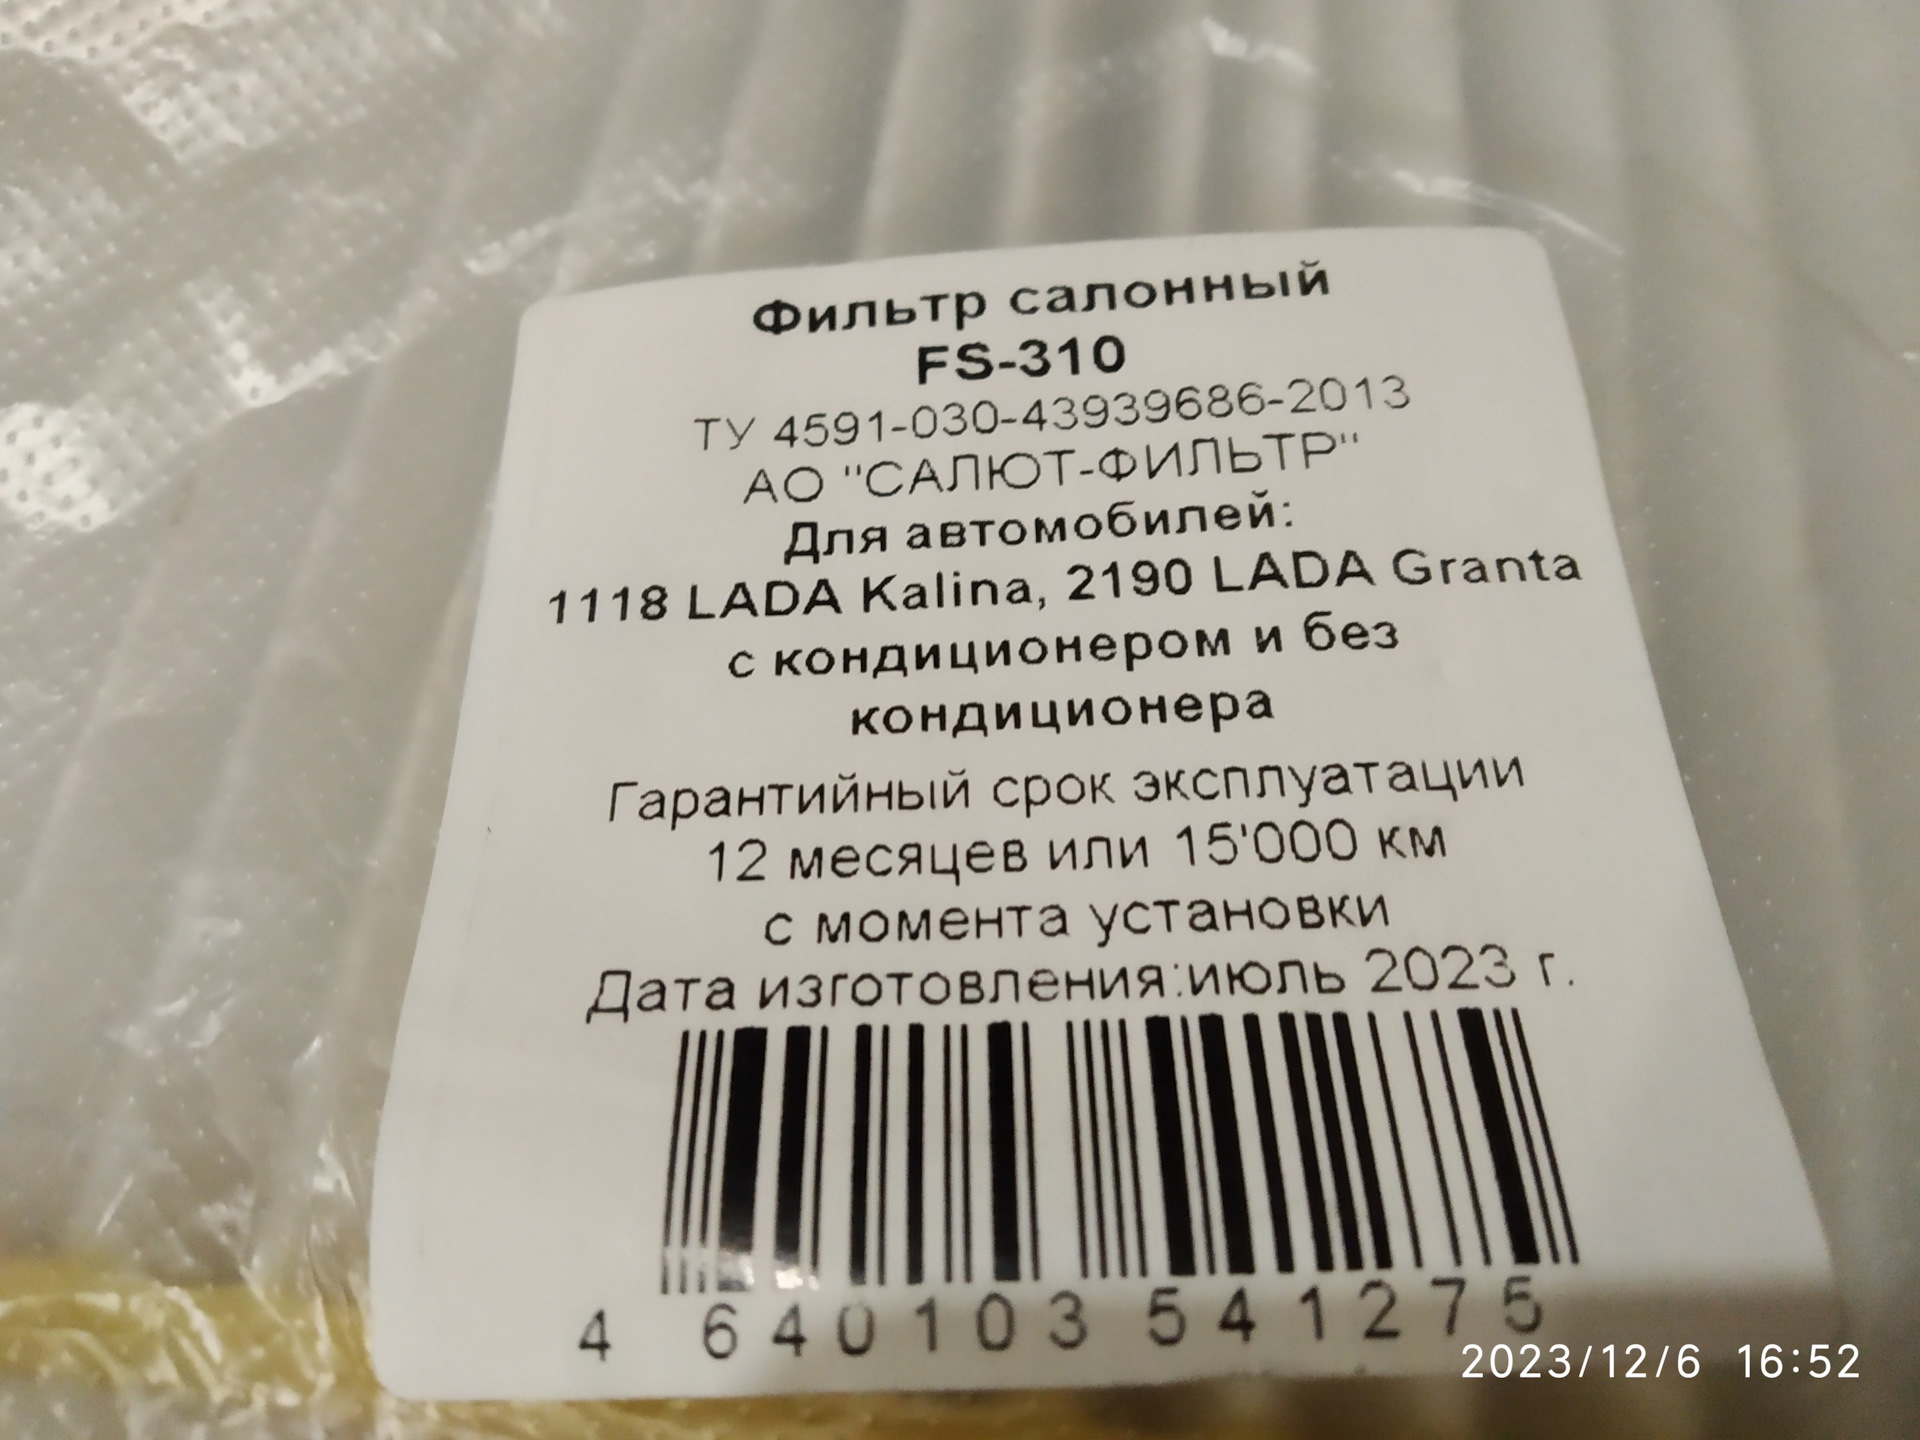 Фильтр салонный
FS-310
ТУ 4591-030-43939686-2013
АО "САЛЮТ-ФИЛЬТР"
Для автомобилей:
1118 LADA Kalina, 2190 LADA Granta
с кондиционером и без
кондиционера
Гарантийный срок эксплуатации
12 месяцев или 15'000 км
с момента установки
Дата изготовления:июль 2023 г.
4 640103 541275
2023/12/6 16:52